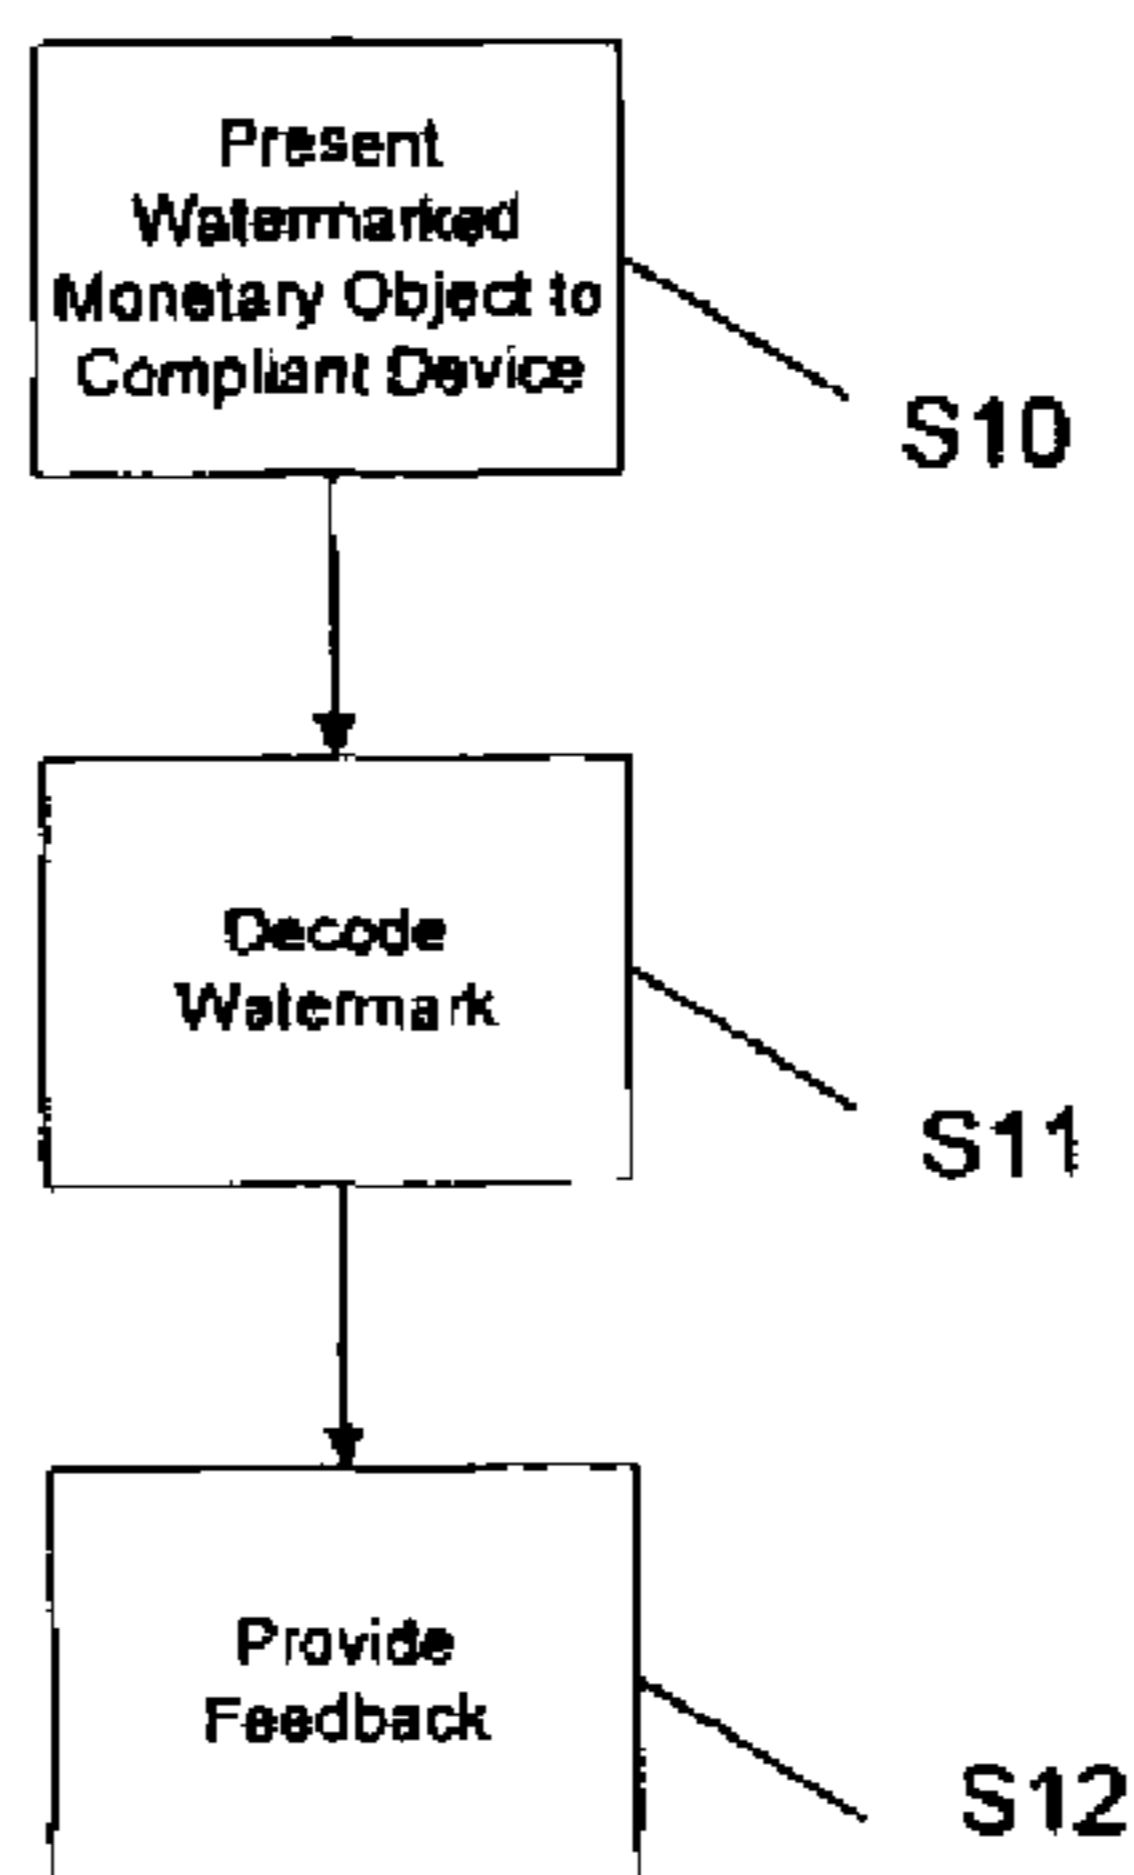 Present
Watermarked
Monetary Object to
Compliant Device
S10
Decode
Watermark
S11
Provide
Feedback
S12